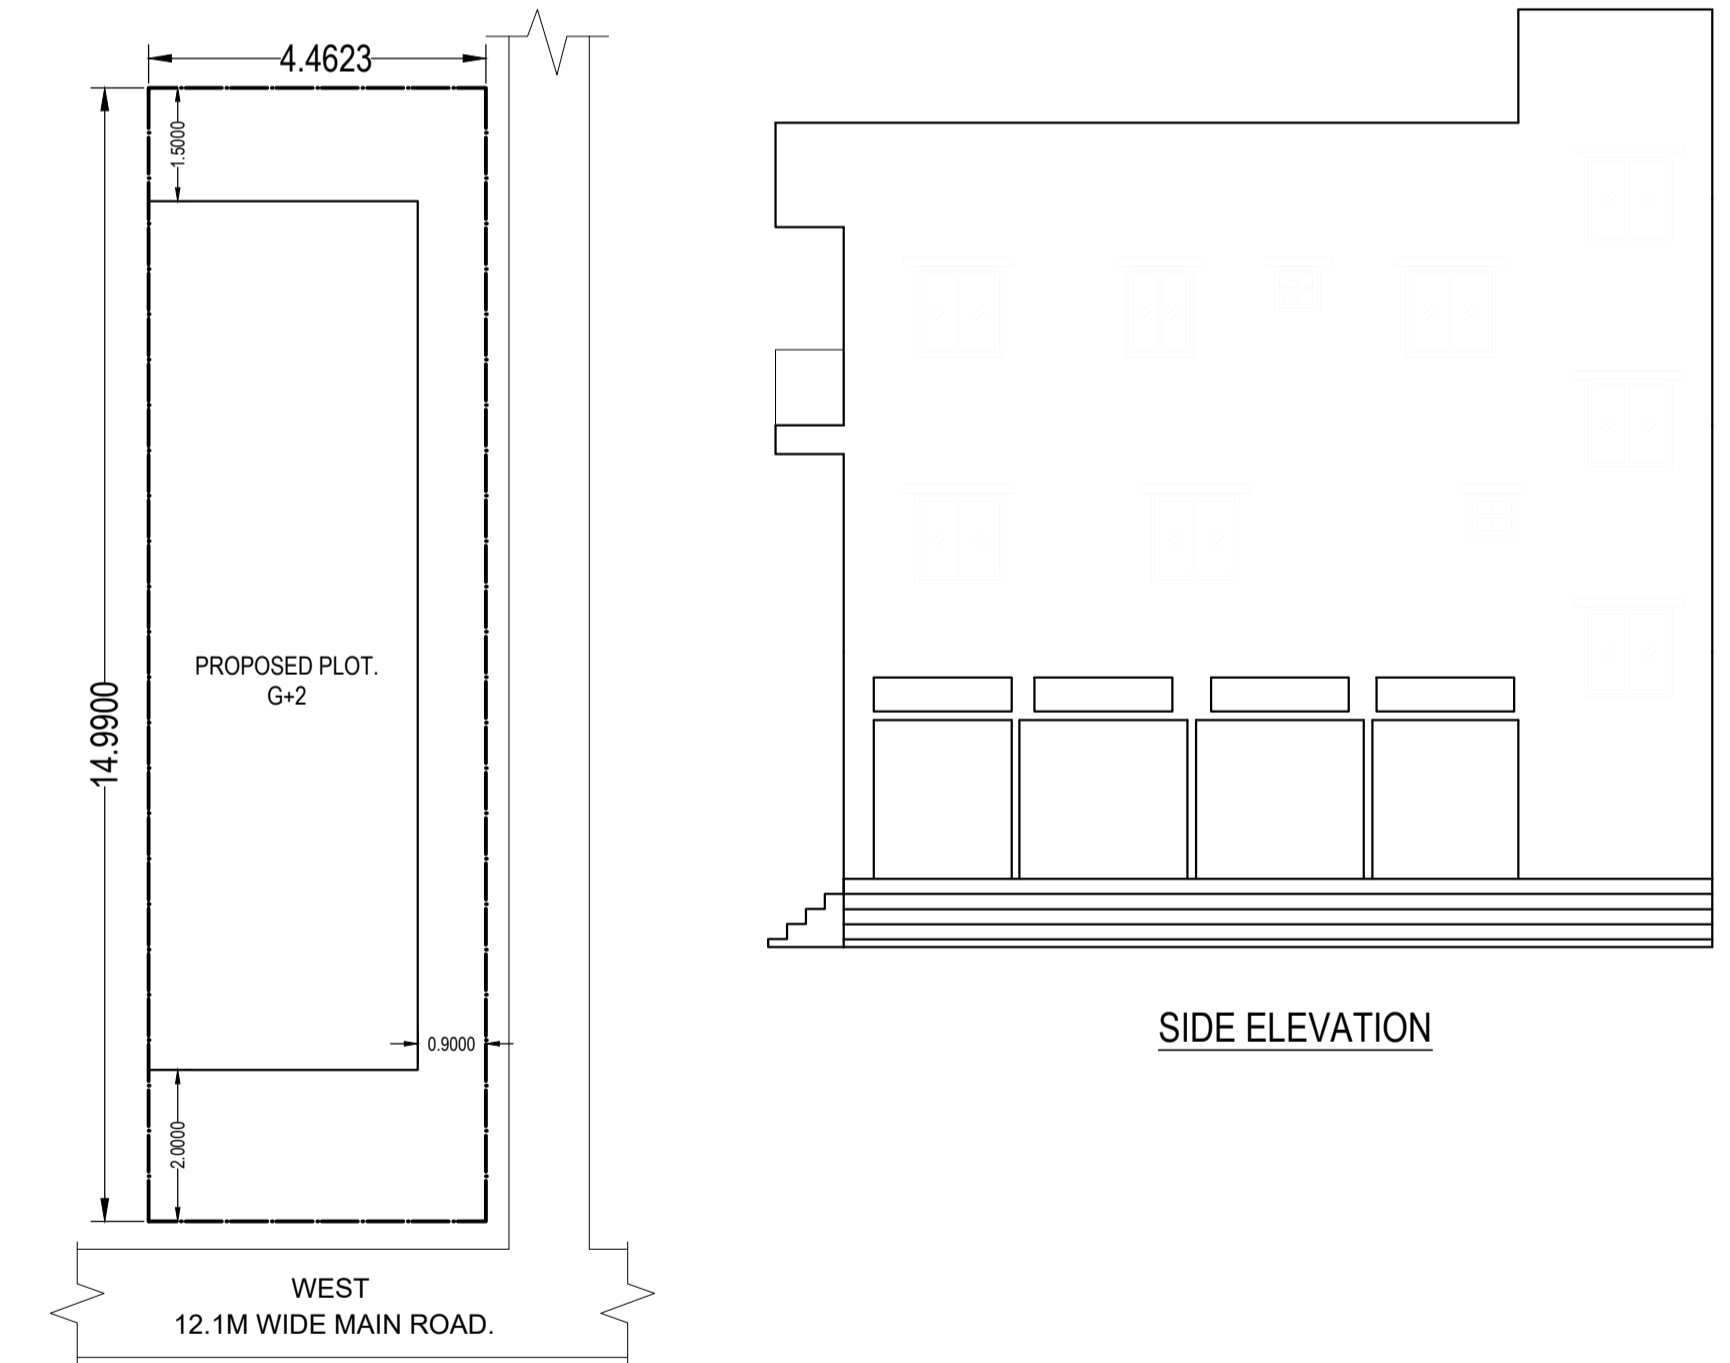 4.4623
1.5000
14.9900
PROPOSED PLOT.
G+2
0.9000
2.0000
WEST
12.1M WIDE MAIN ROAD.
SIDE ELEVATION